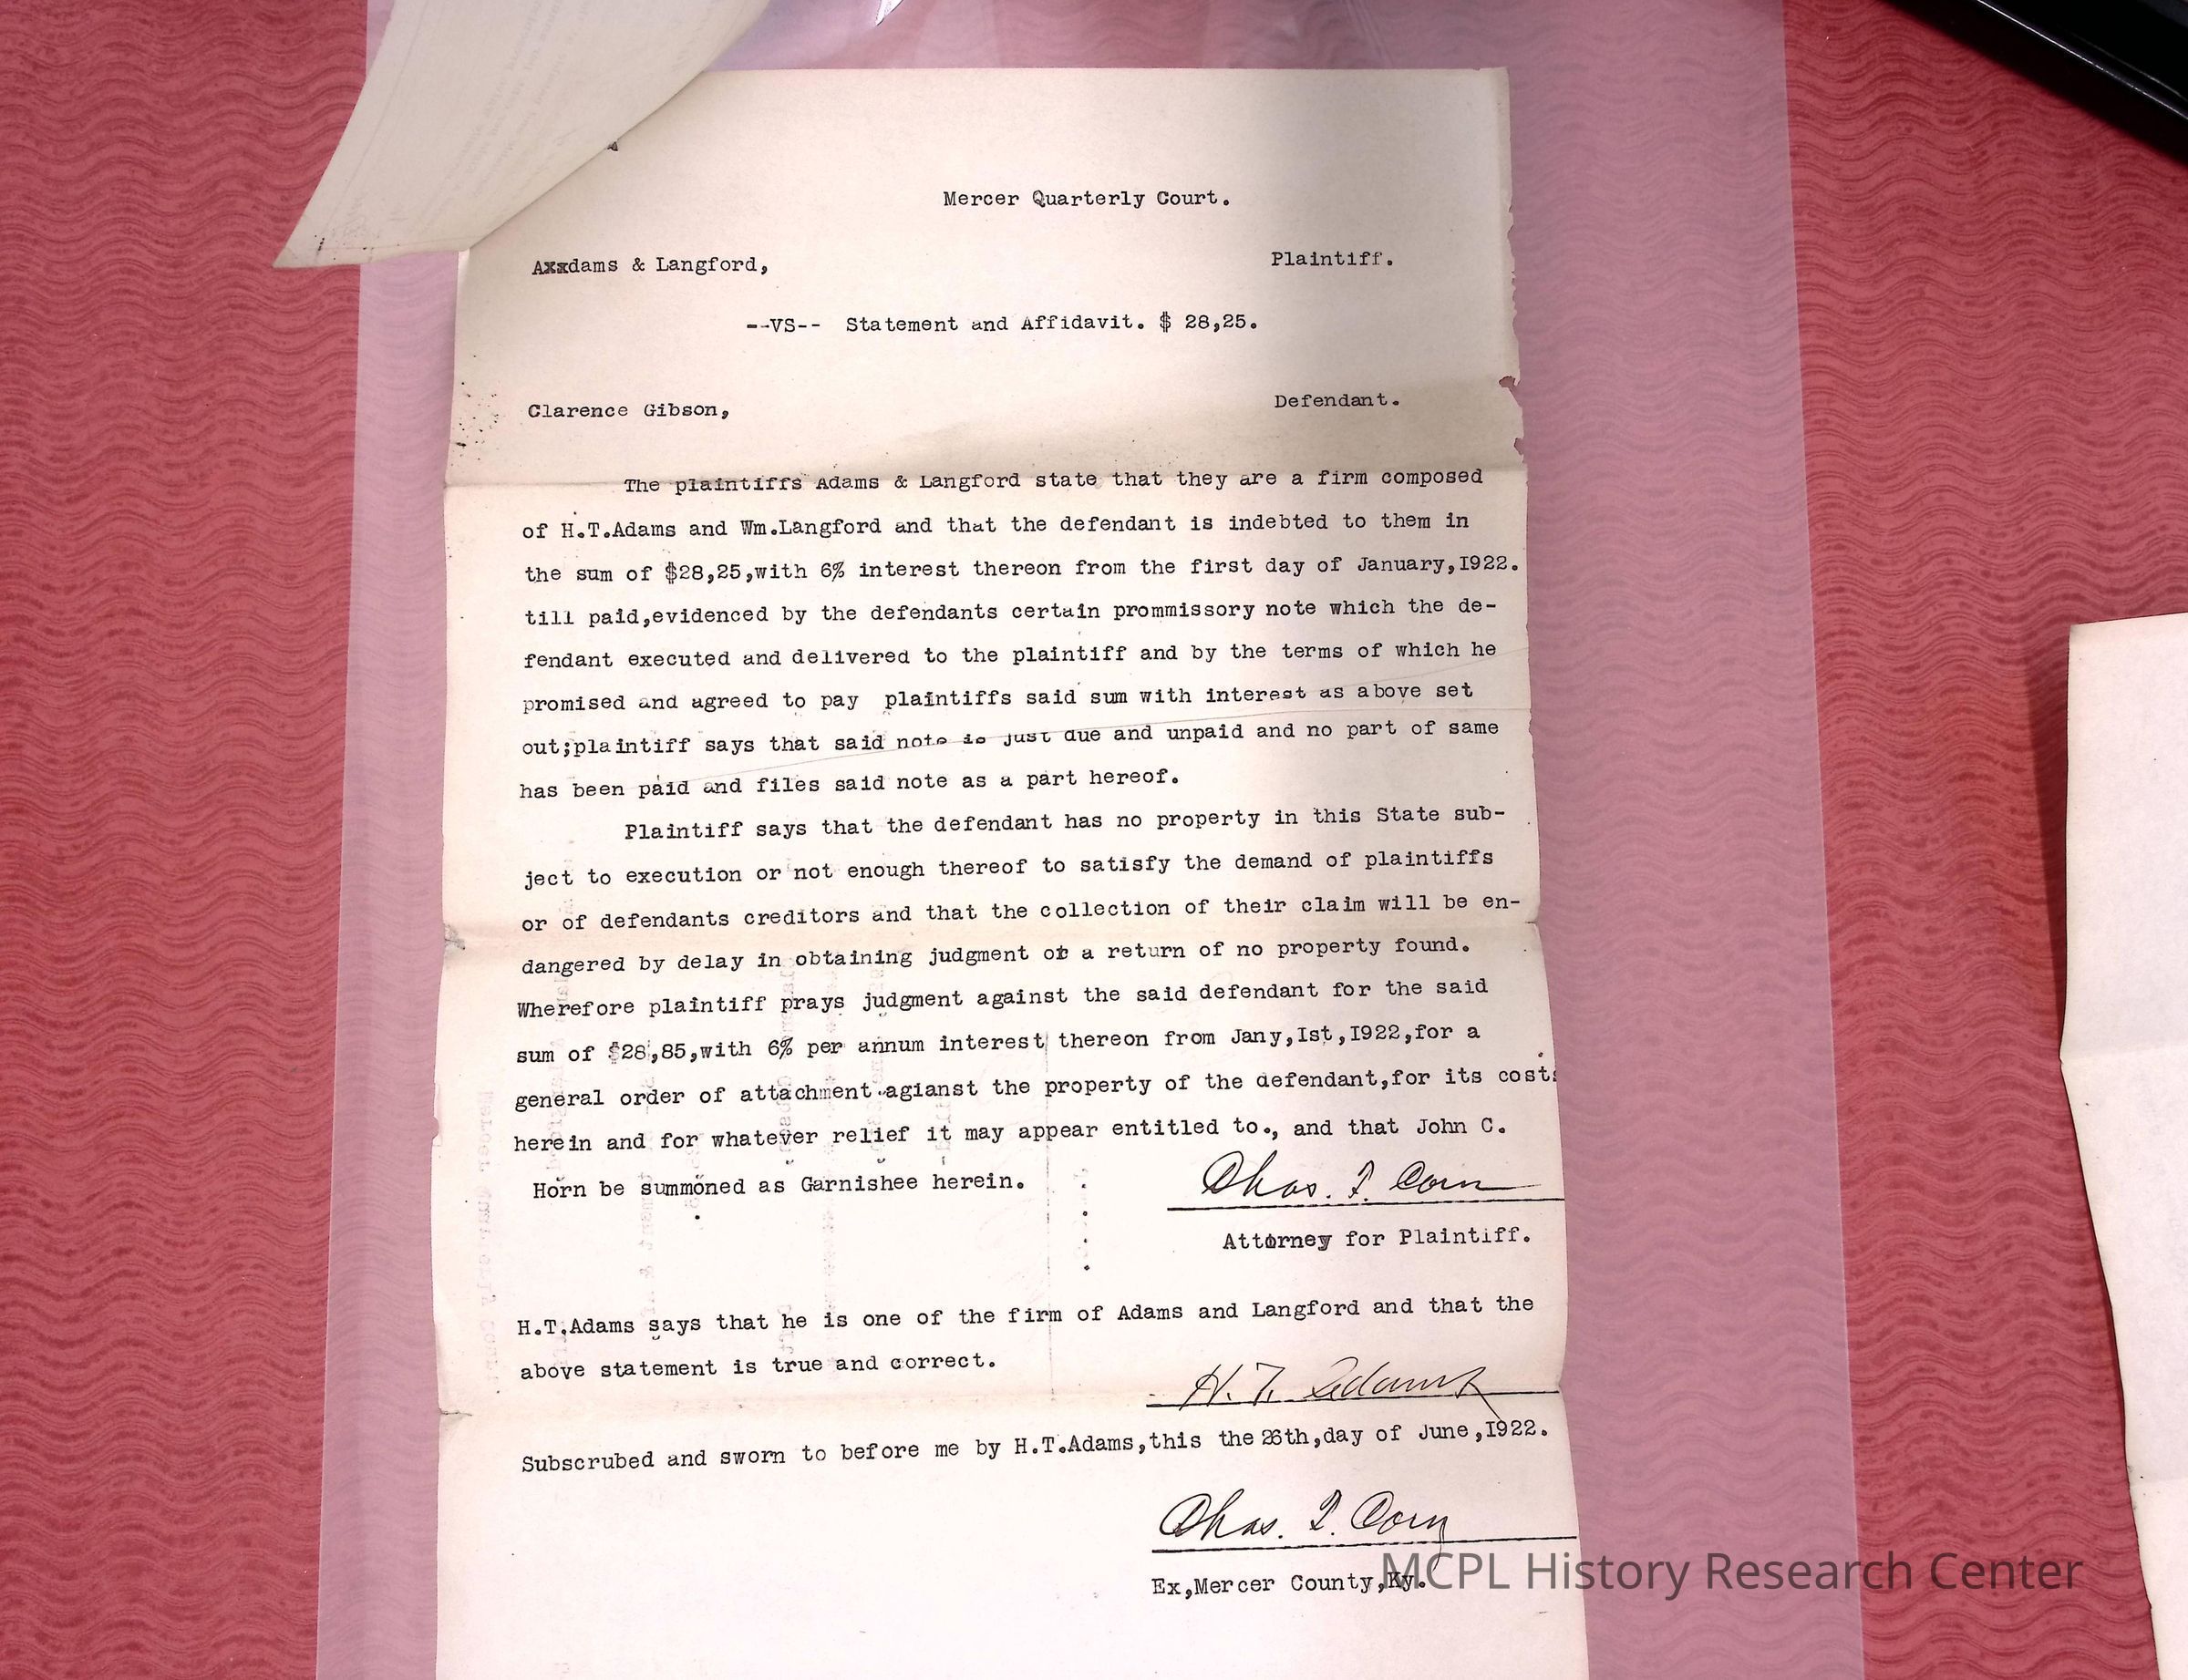 Mercer Quarterly Court.
Axxdams & Langford, Plaintiff.
--VS-- Statement and Affidavit. $ 28,25.
Clarence Gibson, Defendant.
The plaintiffs Adams & Langford state that they are a firm composed
of H.T.Adams and Wm.Langford and that the defendant is indebted to them in
the sum of $28,25,with 6% interest thereon from the first day of January,I922.
till paid,evidenced by the defendants certain prommissory note which the de-
fendant executed and delivered to the plaintiff and by the terms of which he
promised and agreed to pay plaintiffs said sum with interest as above set
out;plaintiff says that said note is just due and unpaid and no part of same
has been paid and files said note as a part hereof.
Plaintiff says that the defendant has no property in this State sub-
ject to execution or not enough thereof to satisfy the demand of plaintiffs
or of defendants creditors and that the collection of their claim will be en-
dangered by delay in obtaining judgment or a return of no property found.
Wherefore plaintiff prays judgment against the said defendant for the said
sum of $28,85,with 6% per annum interest thereon from Jany,Ist,I922,for a
general order of attachment agianst the property of the defendant,for its costs
herein and for whatever relief it may appear entitled to., and that John C.
Horn be summoned as Garnishee herein.
Chas. T. Corn
Attorney for Plaintiff.
H.T.Adams says that he is one of the firm of Adams and Langford and that the
above statement is true and correct.
H. T. Adams
Subscrubed and sworn to before me by H.T.Adams,this the 26th,day of June,I922.
Chas. T. Corn
Ex,Mercer County,Ky.
MCPL History Research Center